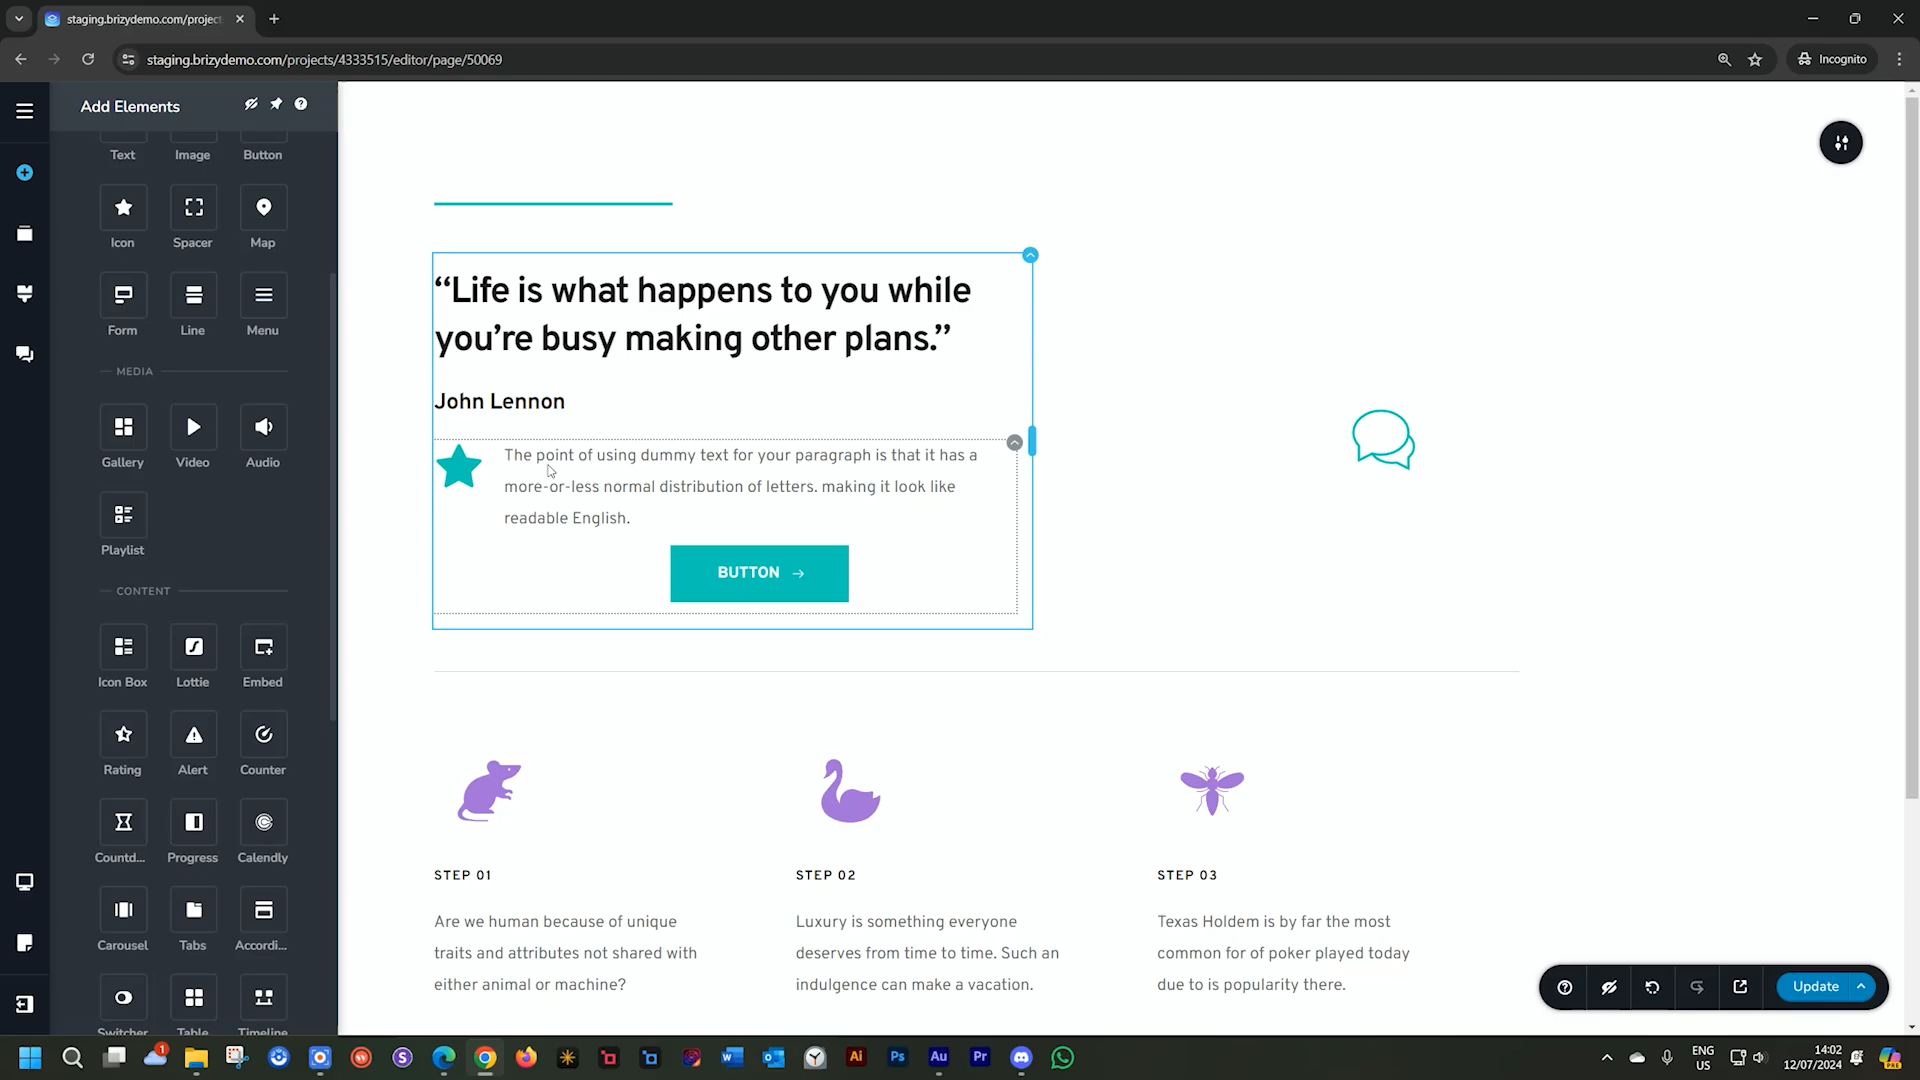 staging.brizydemo.com/project
staging.brizydemo.com/projects/4333515/editor/page/50069
Incognito
Add Elements
Text
Image
Button
Icon
Spacer
Map
Form
Line
Menu
MEDIA
Gallery
Video
Audio
Playlist
CONTENT
Icon Box
Lottie
Embed
Rating
Alert
Counter
Countd...
Progress
Calendly
Carousel
Tabs
Accordi...
Switcher
Table
Timeline
“Life is what happens to you while
you’re busy making other plans.”
John Lennon
The point of using dummy text for your paragraph is that it has a
more-or-less normal distribution of letters. making it look like
readable English.
BUTTON
STEP 01
Are we human because of unique
traits and attributes not shared with
either animal or machine?
STEP 02
Luxury is something everyone
deserves from time to time. Such an
indulgence can make a vacation.
STEP 03
Texas Holdem is by far the most
common for of poker played today
due to is popularity there.
Update
1
S
W
Ai
Ps
Au
Pr
ENG
US
14:02
12/07/2024
PRE